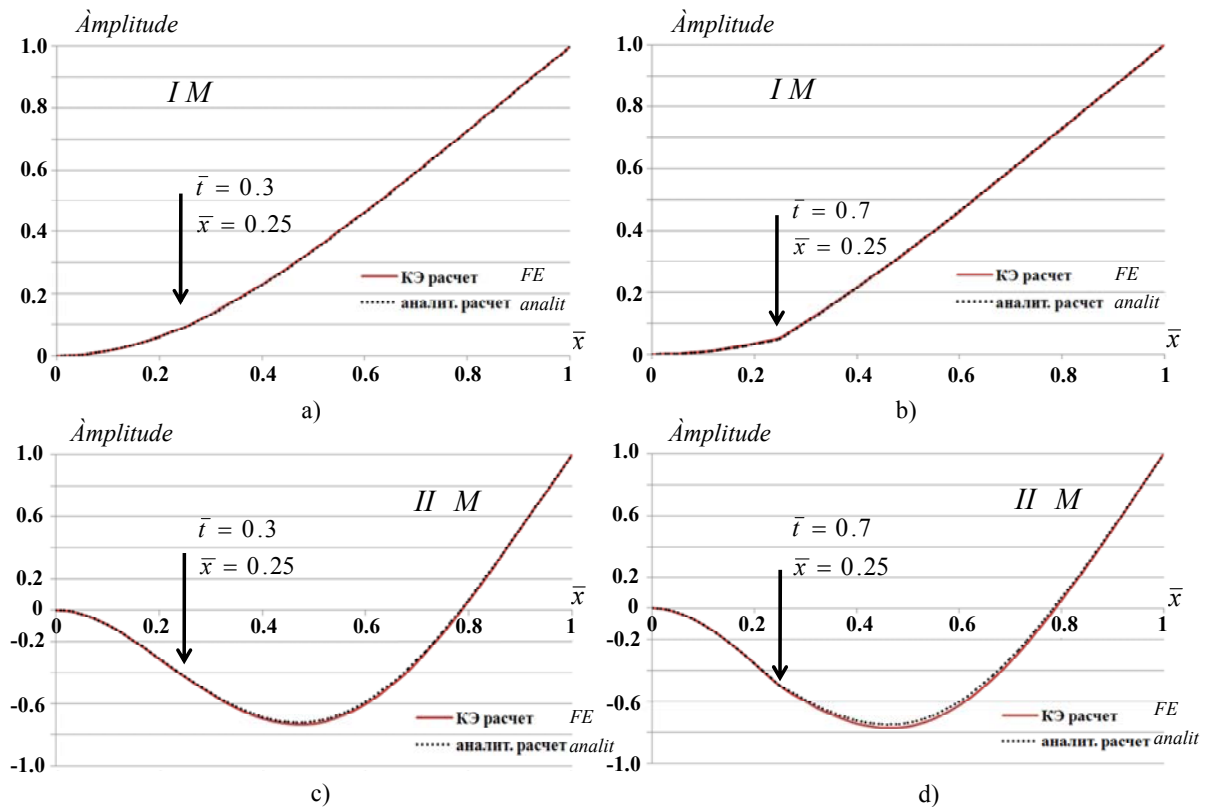 Àmplitude
1.0
0.8
0.6
0.4
0.2
0
I M
t̅ = 0.3
x̅ = 0.25
КЭ расчет FE
аналит. расчет analit
x̅
0 0.2 0.4 0.6 0.8 1
a)
Àmplitude
1.0
0.8
0.6
0.4
0.2
0
I M
t̅ = 0.7
x̅ = 0.25
КЭ расчет FE
аналит. расчет analit
x̅
0 0.2 0.4 0.6 0.8 1
b)
Àmplitude
1.0
0.6
0.2
0
-0.2
-0.6
-1.0
II M
t̅ = 0.3
x̅ = 0.25
x̅
0 0.2 0.4 0.6 0.8 1
КЭ расчет FE
аналит. расчет analit
c)
Àmplitude
1.0
0.6
0.2
0
-0.2
-0.6
-1.0
II M
t̅ = 0.7
x̅ = 0.25
x̅
0 0.2 0.4 0.6 0.8 1
КЭ расчет FE
аналит. расчет analit
d)